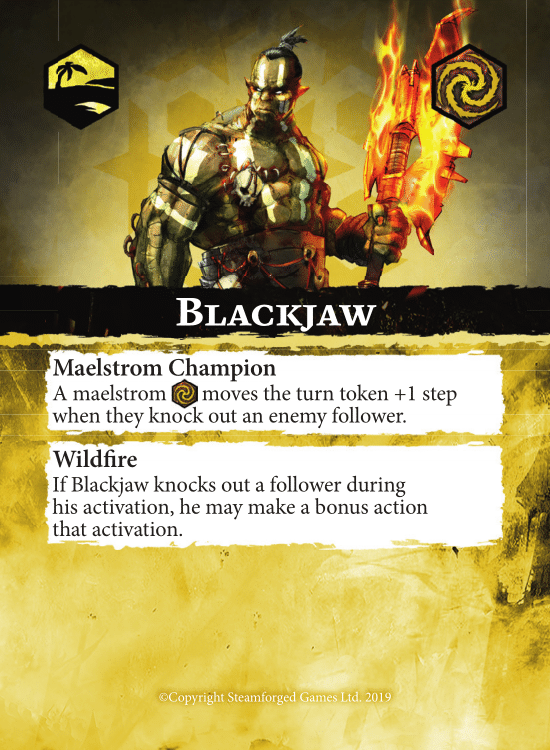 Blackjaw
Maelstrom Champion
A maelstrom moves the turn token +1 step
when they knock out an enemy follower.
Wildfire
If Blackjaw knocks out a follower during
his activation, he may make a bonus action
that activation.
©Copyright Steamforged Games Ltd. 2019